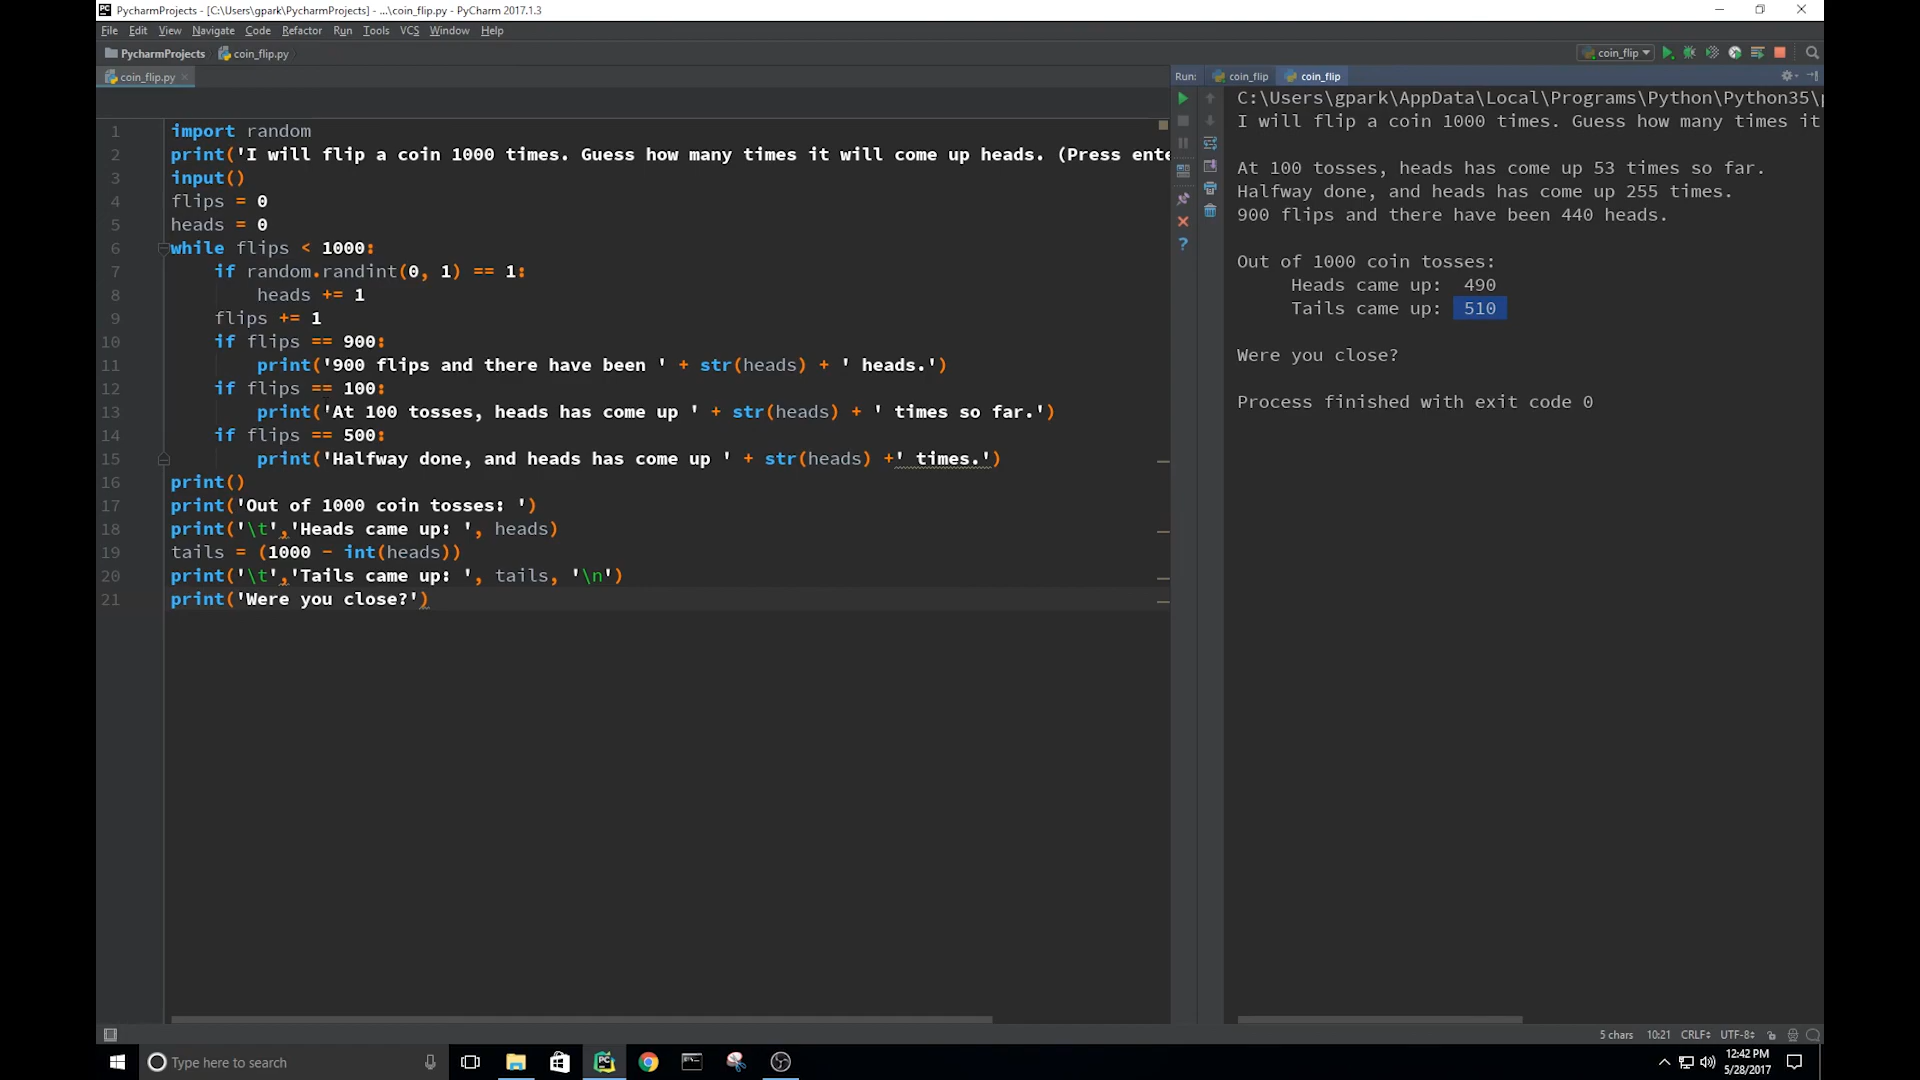 PycharmProjects - [C:\Users\gpark\PycharmProjects] - ...\coin_flip.py - PyCharm 2017.1.3
File Edit View Navigate Code Refactor Run Tools VCS Window Help
PycharmProjects coin_flip.py
coin_flip
coin_flip.py
1 import random
2 print('I will flip a coin 1000 times. Guess how many times it will come up heads. (Press ente
3 input()
4 flips = 0
5 heads = 0
6 while flips < 1000:
7 if random.randint(0, 1) == 1:
8 heads += 1
9 flips += 1
10 if flips == 900:
11 print('900 flips and there have been ' + str(heads) + ' heads.')
12 if flips == 100:
13 print('At 100 tosses, heads has come up ' + str(heads) + ' times so far.')
14 if flips == 500:
15 print('Halfway done, and heads has come up ' + str(heads) +' times.')
16 print()
17 print('Out of 1000 coin tosses: ')
18 print('\t','Heads came up: ', heads)
19 tails = (1000 - int(heads))
20 print('\t','Tails came up: ', tails, '\n')
21 print('Were you close?')
Run: coin_flip coin_flip
C:\Users\gpark\AppData\Local\Programs\Python\Python35\
I will flip a coin 1000 times. Guess how many times it
At 100 tosses, heads has come up 53 times so far.
Halfway done, and heads has come up 255 times.
900 flips and there have been 440 heads.
Out of 1000 coin tosses:
Heads came up: 490
Tails came up: 510
Were you close?
Process finished with exit code 0
5 chars 10:21 CRLF UTF-8
Type here to search
12:42 PM
5/28/2017